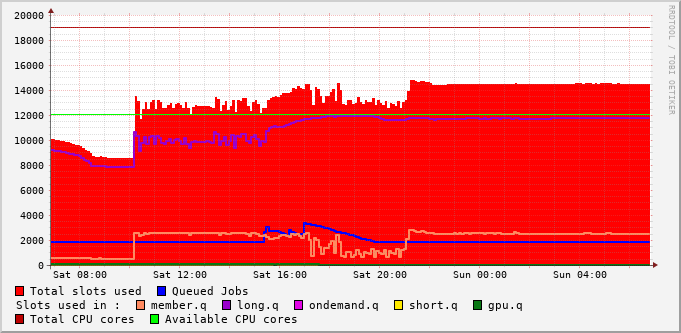 20000
18000
16000
14000
12000
10000
8000
6000
4000
2000
0
Sat 08:00 Sat 12:00 Sat 16:00 Sat 20:00 Sun 00:00 Sun 04:00
RRDTOOL / TOBI OETIKER
Total slots used Queued Jobs
Slots used in : member.q long.q ondemand.q short.q gpu.q
Total CPU cores Available CPU cores